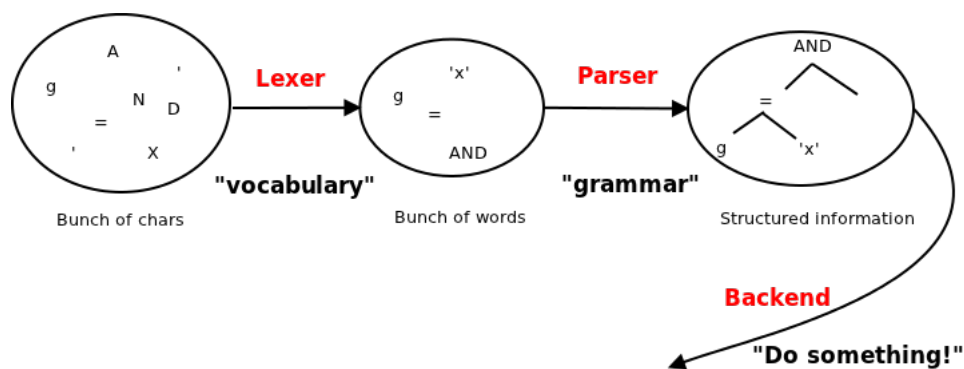 A
'
g
N
D
=
'
X
Bunch of chars
Lexer
"vocabulary"
'x'
g
=
AND
Bunch of words
Parser
"grammar"
AND
=
g
'x'
Structured information
Backend
"Do something!"